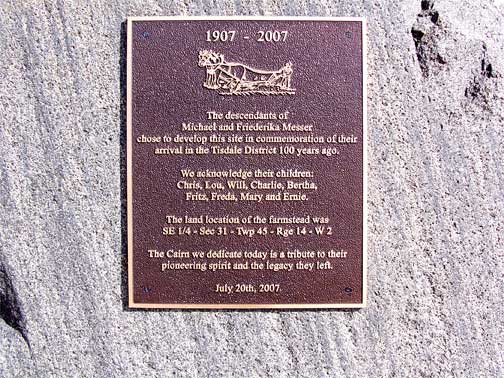 1907 - 2007
The descendants of
Michael and Friederika Messer
chose to develop this site in commemoration of their
arrival in the Tisdale District 100 years ago.
We acknowledge their children:
Chris, Lou, Will, Charlie, Bertha,
Fritz, Freda, Mary and Ernie.
The land location of the farmstead was
SE 1/4 - Sec 31 - Twp 45 - Rge 14 - W 2
The Cairn we dedicate today is a tribute to their
pioneering spirit and the legacy they left.
July 20th, 2007.